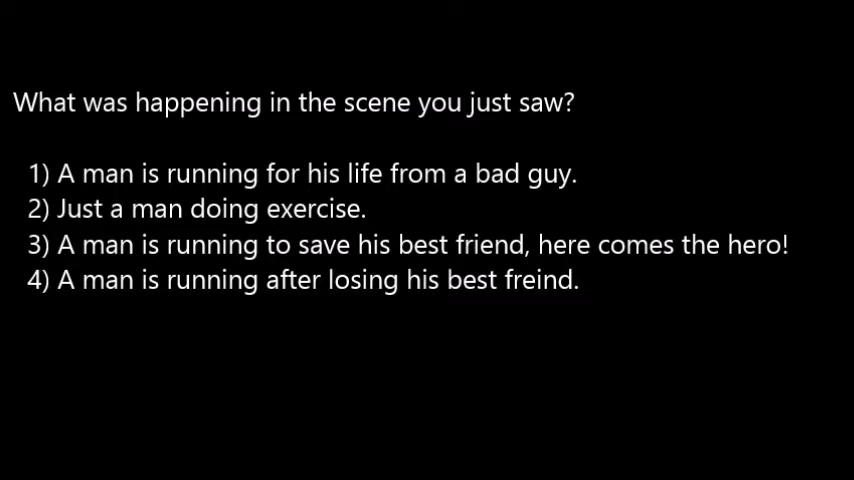 What was happening in the scene you just saw?
1) A man is running for his life from a bad guy.
2) Just a man doing exercise.
3) A man is running to save his best friend, here comes the hero!
4) A man is running after losing his best freind.